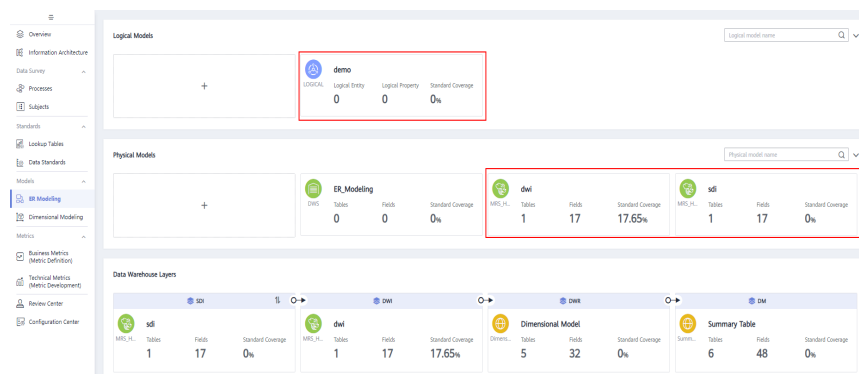 Overview
Information Architecture
Data Survey
Processes
Subjects
Standards
Lookup Tables
Data Standards
Models
ER Modeling
Dimensional Modeling
Metrics
Business Metrics
(Metric Definition)
Technical Metrics
(Metric Development)
Review Center
Configuration Center
Logical Models
Logical model name
+
LOGICAL
demo
Logical Entity Logical Property Standard Coverage
0 0 0%
Physical Models
Physical model name
+
DWS
ER_Modeling
Tables Fields Standard Coverage
0 0 0%
MRS_H...
dwi
Tables Fields Standard Coverage
1 17 17.65%
MRS_H...
sdi
Tables Fields Standard Coverage
1 17 0%
Data Warehouse Layers
SDI DWI DWR DM
MRS_H...
sdi
Tables Fields Standard Coverage
1 17 0%
MRS_H...
dwi
Tables Fields Standard Coverage
1 17 17.65%
Dimens...
Dimensional Model
Tables Fields Standard Coverage
5 32 0%
Summa...
Summary Table
Tables Fields Standard Coverage
6 48 0%